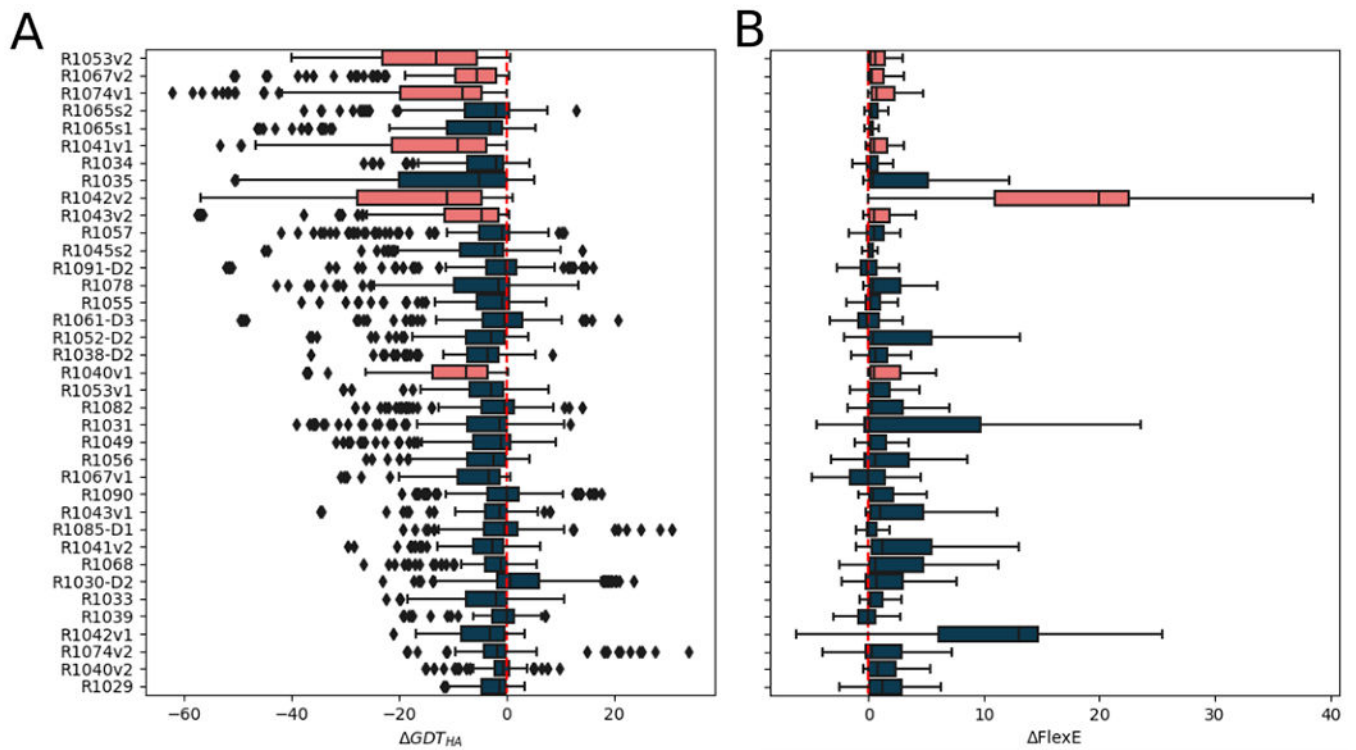 A
B
R1053v2
R1067v2
R1074v1
R1065s2
R1065s1
R1041v1
R1034
R1035
R1042v2
R1043v2
R1057
R1045s2
R1091-D2
R1078
R1055
R1061-D3
R1052-D2
R1038-D2
R1040v1
R1053v1
R1082
R1031
R1049
R1056
R1067v1
R1090
R1043v1
R1085-D1
R1041v2
R1068
R1030-D2
R1033
R1039
R1042v1
R1074v2
R1040v2
R1029
−60 −40 −20 0 20
0 10 20 30 40
ΔGDT_HA
ΔFlexE